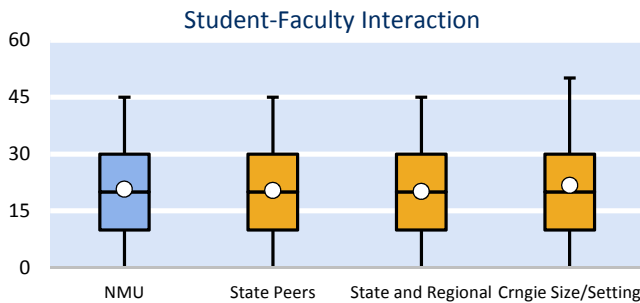 Student-Faculty Interaction
60
45
30
15
0
NMU State Peers State and Regional Crngie Size/Setting